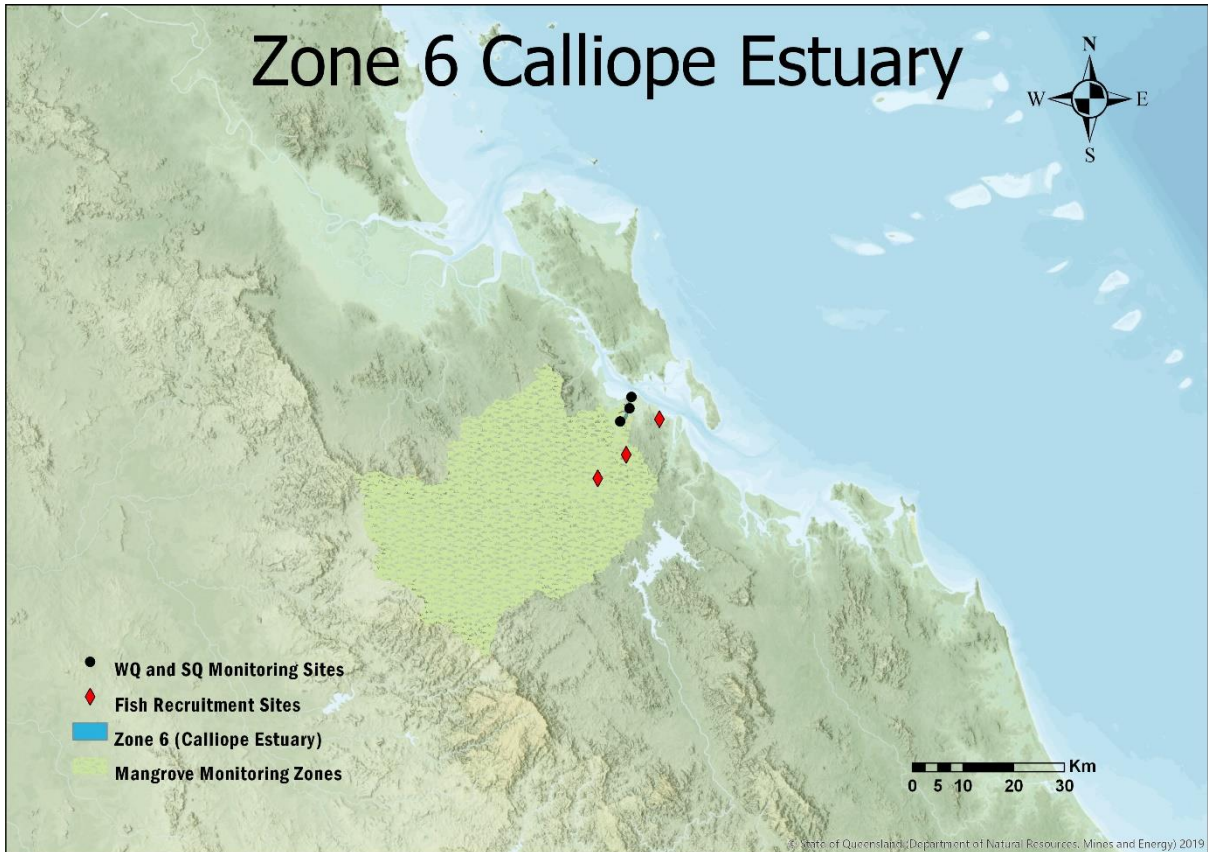 Zone 6 Calliope Estuary
N
W E
S
WQ and SQ Monitoring Sites
Fish Recruitment Sites
Zone 6 (Calliope Estuary)
Mangrove Monitoring Zones
Km
0 5 10 20 30
© State of Queensland (Department of Natural Resources, Mines and Energy) 2019